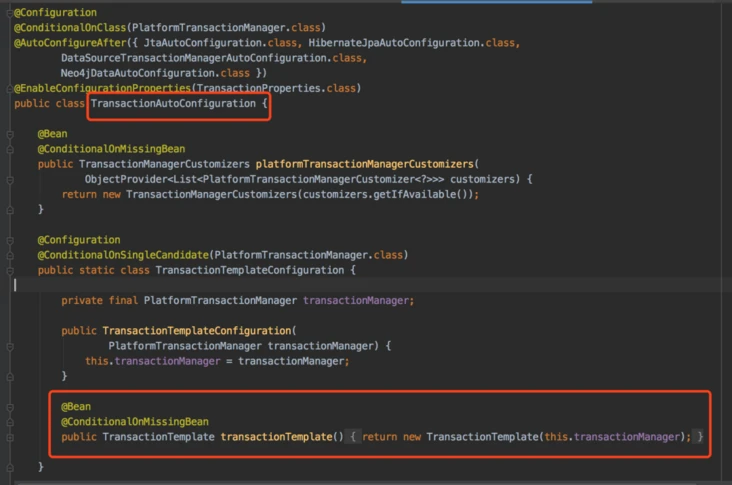 @Configuration
@ConditionalOnClass(PlatformTransactionManager.class)
@AutoConfigureAfter({ JtaAutoConfiguration.class, HibernateJpaAutoConfiguration.class,
DataSourceTransactionManagerAutoConfiguration.class,
Neo4jDataAutoConfiguration.class })
@EnableConfigurationProperties(TransactionProperties.class)
public class TransactionAutoConfiguration {
@Bean
@ConditionalOnMissingBean
public TransactionManagerCustomizers platformTransactionManagerCustomizers(
ObjectProvider<List<PlatformTransactionManagerCustomizer<?>>> customizers) {
return new TransactionManagerCustomizers(customizers.getIfAvailable());
}
@Configuration
@ConditionalOnSingleCandidate(PlatformTransactionManager.class)
public static class TransactionTemplateConfiguration {
private final PlatformTransactionManager transactionManager;
public TransactionTemplateConfiguration(
PlatformTransactionManager transactionManager) {
this.transactionManager = transactionManager;
}
@Bean
@ConditionalOnMissingBean
public TransactionTemplate transactionTemplate() { return new TransactionTemplate(this.transactionManager); }
}